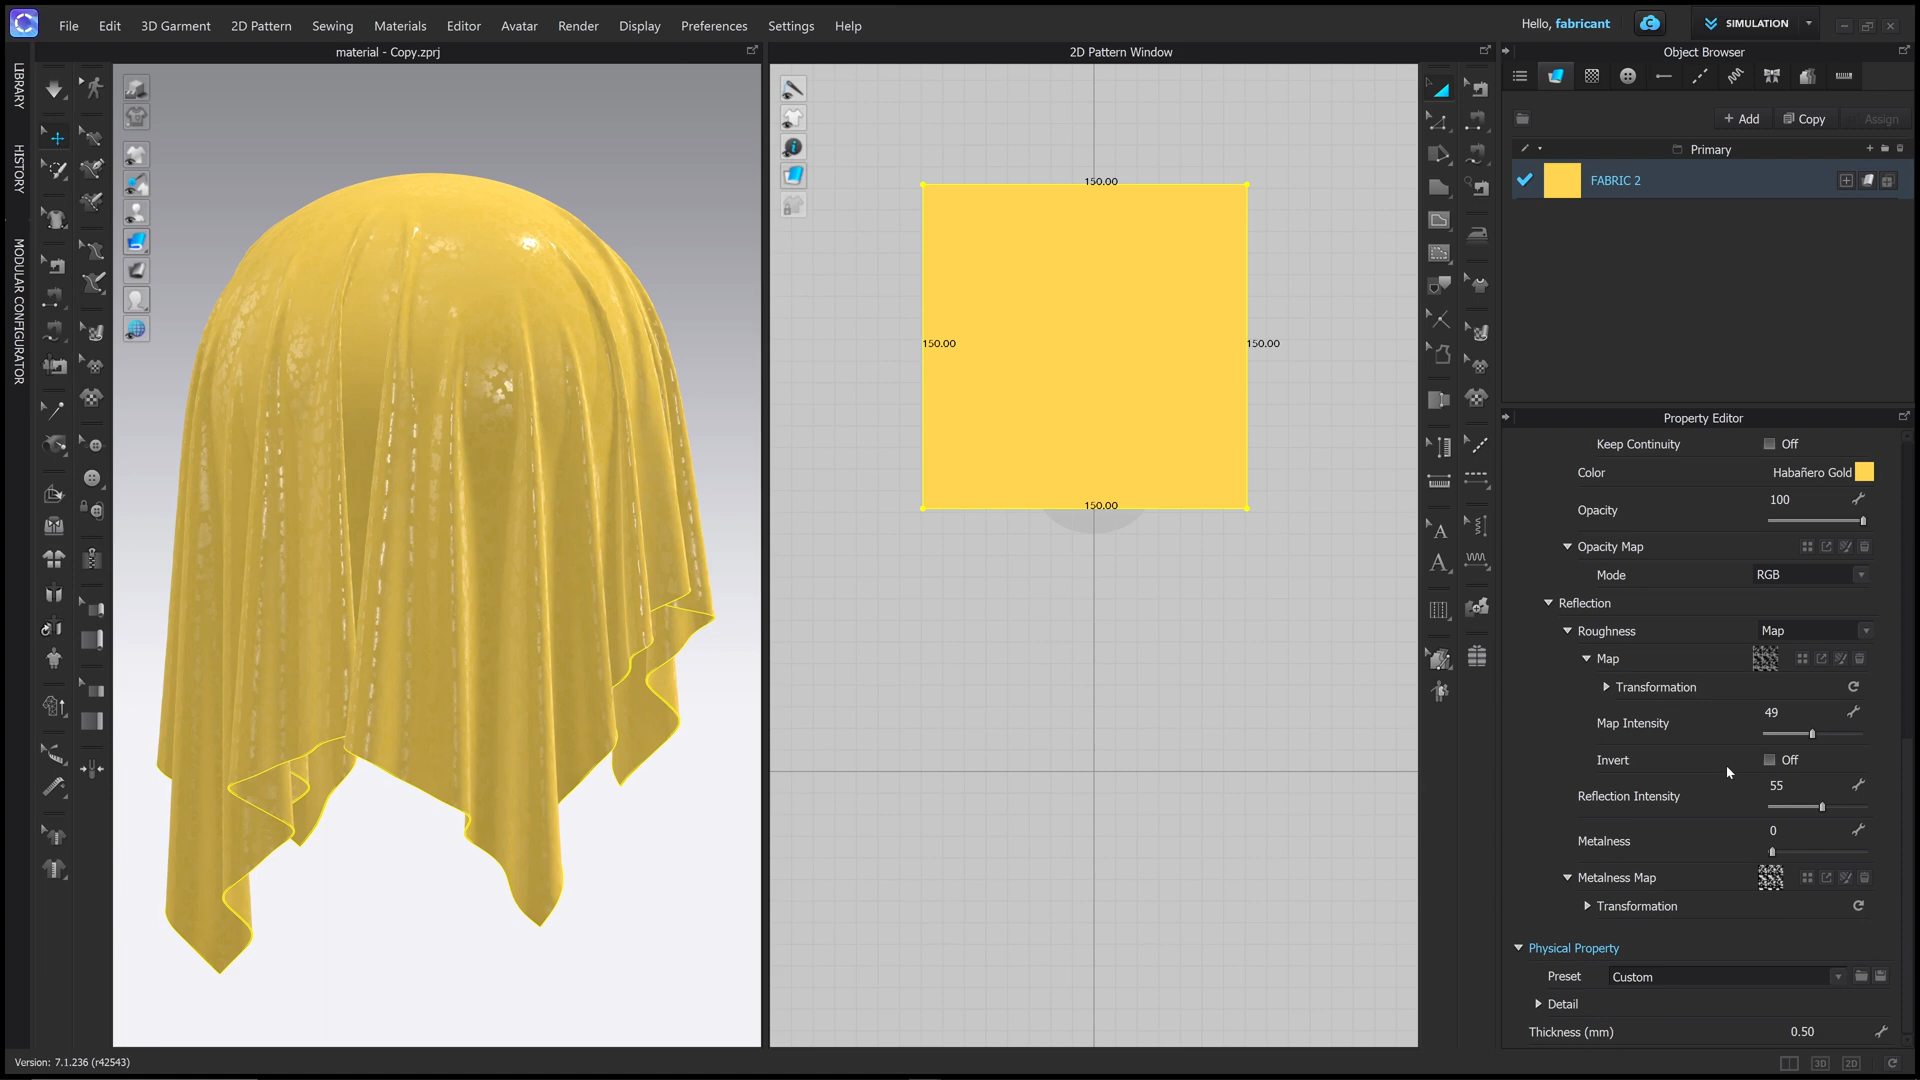 File Edit 3D Garment 2D Pattern Sewing Materials Editor Avatar Render Display Preferences Settings Help
Hello, fabricant
SIMULATION
material - Copy.zprj
2D Pattern Window
Object Browser
LIBRARY
HISTORY
MODULAR CONFIGURATOR
+ Add
Copy
Assign
Primary
FABRIC 2
150.00
150.00
150.00
150.00
Property Editor
Keep Continuity Off
Color Habañero Gold
Opacity 100
Opacity Map
Mode RGB
Reflection
Roughness Map
Map
Transformation
Map Intensity 49
Invert Off
Reflection Intensity 55
Metalness 0
Metalness Map
Transformation
Physical Property
Preset Custom
Detail
Thickness (mm) 0.50
Version: 7.1.236 (r42543)
3D
2D